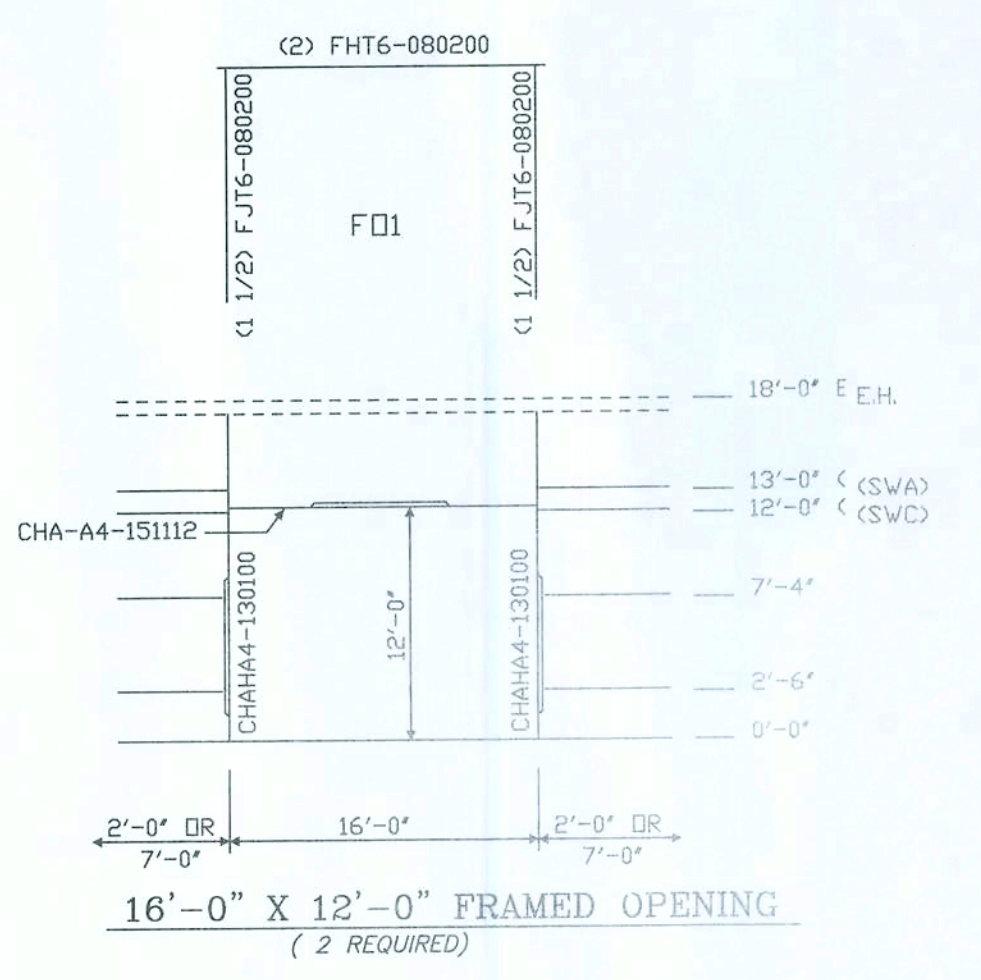 (2) FHT6-080200
(1 1/2) FJT6-080200
(1 1/2) FJT6-080200
FO1
18'-0" E E.H.
13'-0" ( (SWA)
12'-0" ( (SWC)
CHA-A4-151112
CHAHA4-130100
12'-0"
CHAHA4-130100
7'-4"
2'-6"
0'-0"
2'-0" OR
7'-0"
16'-0"
2'-0" OR
7'-0"
16'-0" X 12'-0" FRAMED OPENING
( 2 REQUIRED)